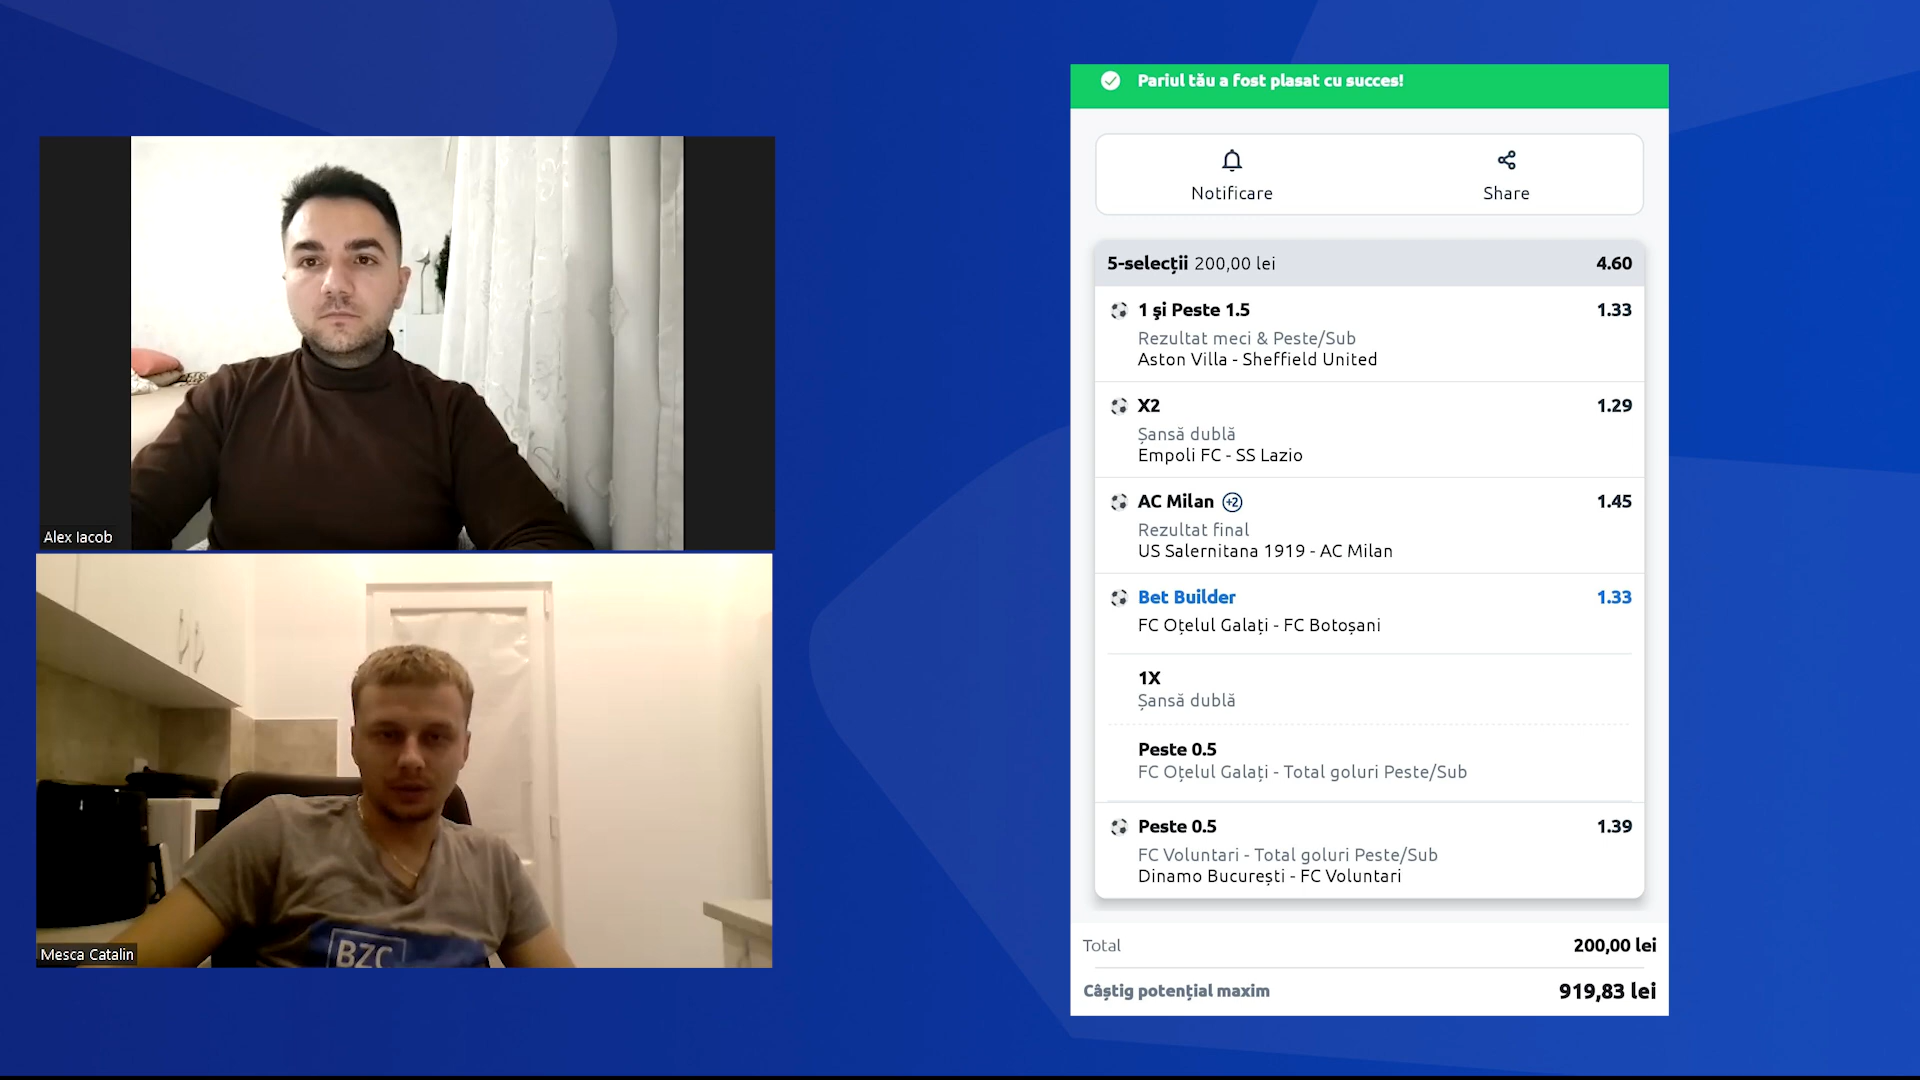 Alex Iacob
BZC
Mesca Catalin
Pariul tău a fost plasat cu succes!
Notificare
Share
5-selecții 200,00 lei 4.60
1 şi Peste 1.5 1.33
Rezultat meci & Peste/Sub
Aston Villa - Sheffield United
X2 1.29
Șansă dublă
Empoli FC - SS Lazio
AC Milan +2 1.45
Rezultat final
US Salernitana 1919 - AC Milan
Bet Builder 1.33
FC Oțelul Galați - FC Botoșani
1X
Șansă dublă
Peste 0.5
FC Oțelul Galați - Total goluri Peste/Sub
Peste 0.5 1.39
FC Voluntari - Total goluri Peste/Sub
Dinamo București - FC Voluntari
Total 200,00 lei
Câștig potențial maxim 919,83 lei